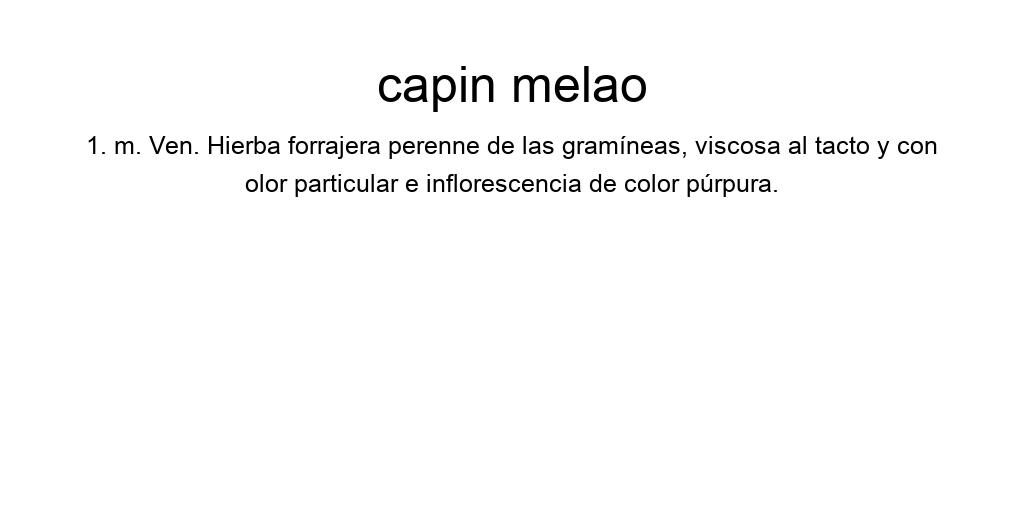 capin melao
1. m. Ven. Hierba forrajera perenne de las gramíneas, viscosa al tacto y con
olor particular e inflorescencia de color púrpura.